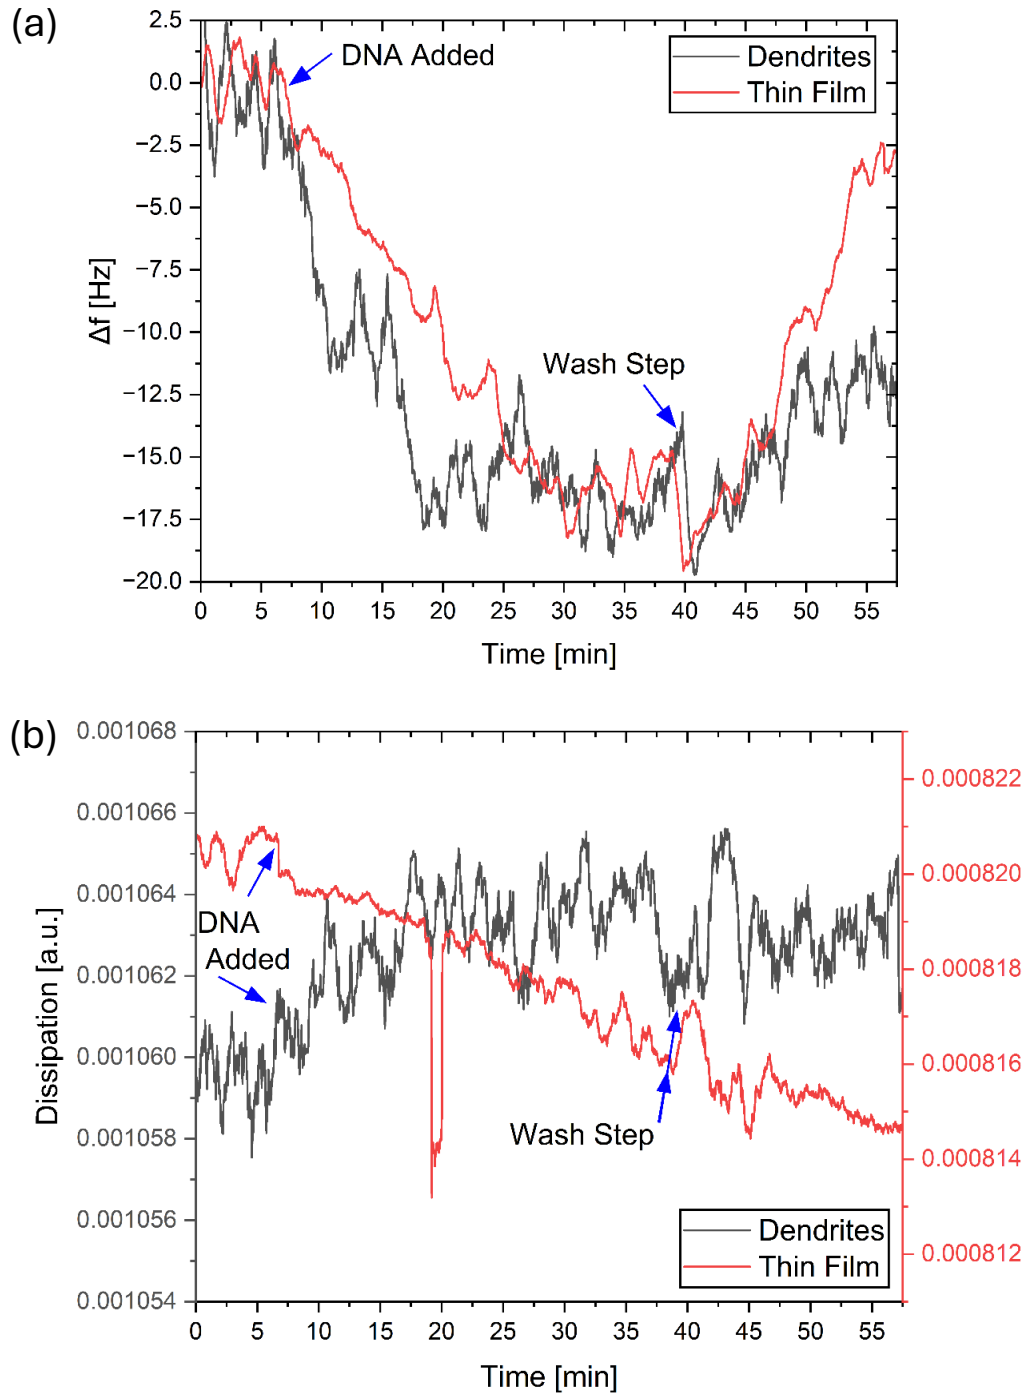 (a)
2.5
0.0
−2.5
−5.0
−7.5
−10.0
−12.5
−15.0
−17.5
−20.0
Δf [Hz]
DNA Added
Dendrites
Thin Film
Wash Step
0 5 10 15 20 25 30 35 40 45 50 55
Time [min]
(b)
0.001068
0.001066
0.001064
0.001062
0.001060
0.001058
0.001056
0.001054
Dissipation [a.u.]
DNA
Added
Wash Step
Dendrites
Thin Film
0.000822
0.000820
0.000818
0.000816
0.000814
0.000812
0 5 10 15 20 25 30 35 40 45 50 55
Time [min]